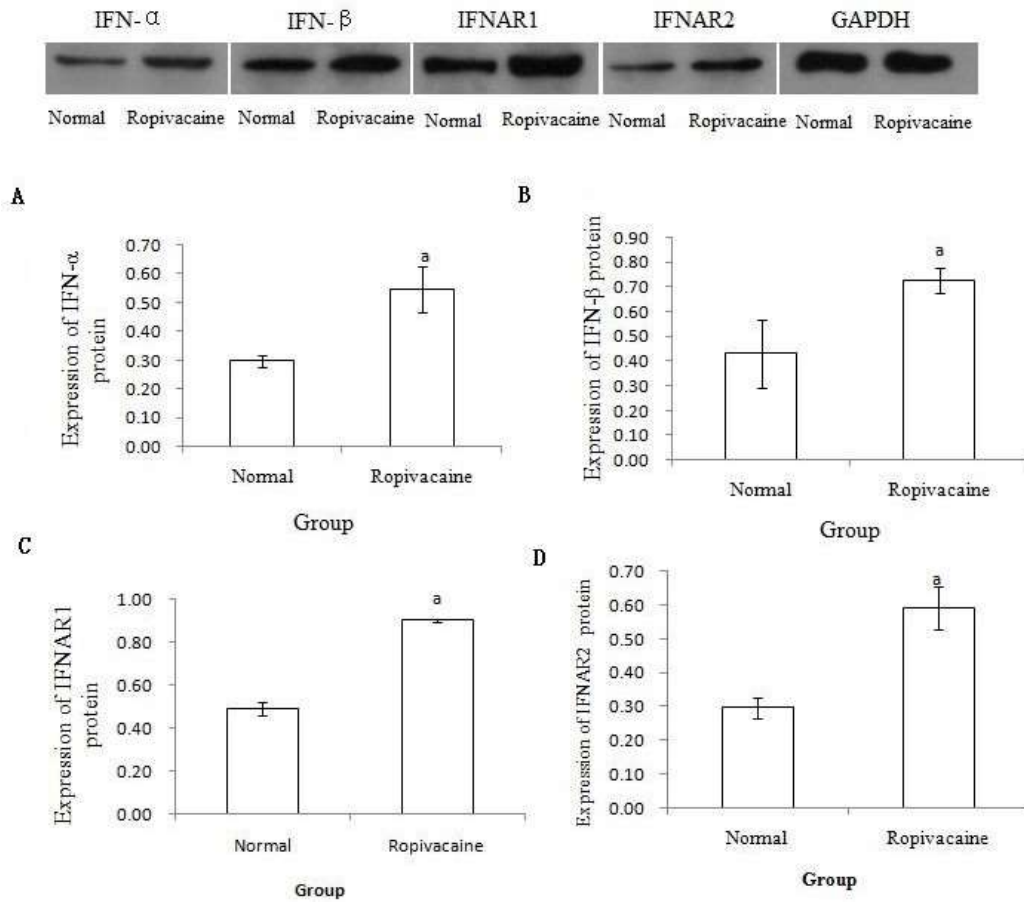 IFN-α IFN-β IFNAR1 IFNAR2 GAPDH
Normal Ropivacaine Normal Ropivacaine Normal Ropivacaine Normal Ropivacaine Normal Ropivacaine
A
Expression of IFN-α
protein
0.70
0.60
0.50
0.40
0.30
0.20
0.10
0.00
a
Normal Ropivacaine
Group
B
Expression of IFN-β protein
0.90
0.80
0.70
0.60
0.50
0.40
0.30
0.20
0.10
0.00
a
Normal Ropivacaine
Group
C
Expression of IFNAR1
protein
1.00
0.80
0.60
0.40
0.20
0.00
a
Normal Ropivacaine
Group
D
Expression of IFNAR2 protein
0.70
0.60
0.50
0.40
0.30
0.20
0.10
0.00
a
Normal Ropivacaine
Group